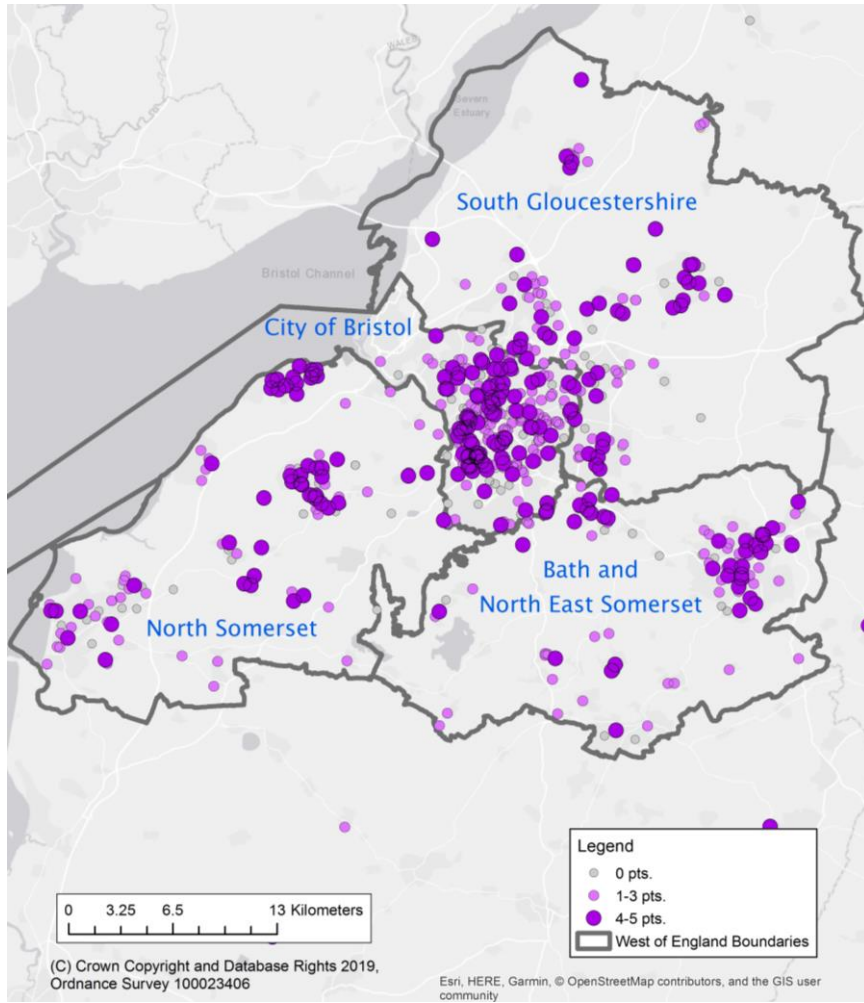 WALES
Severn
Estuary
South Gloucestershire
Bristol Channel
City of Bristol
Bath and
North East Somerset
North Somerset
Legend
0 pts.
1-3 pts.
4-5 pts.
West of England Boundaries
0 3.25 6.5 13 Kilometers
(C) Crown Copyright and Database Rights 2019,
Ordnance Survey 100023406
Esri, HERE, Garmin, © OpenStreetMap contributors, and the GIS user
community